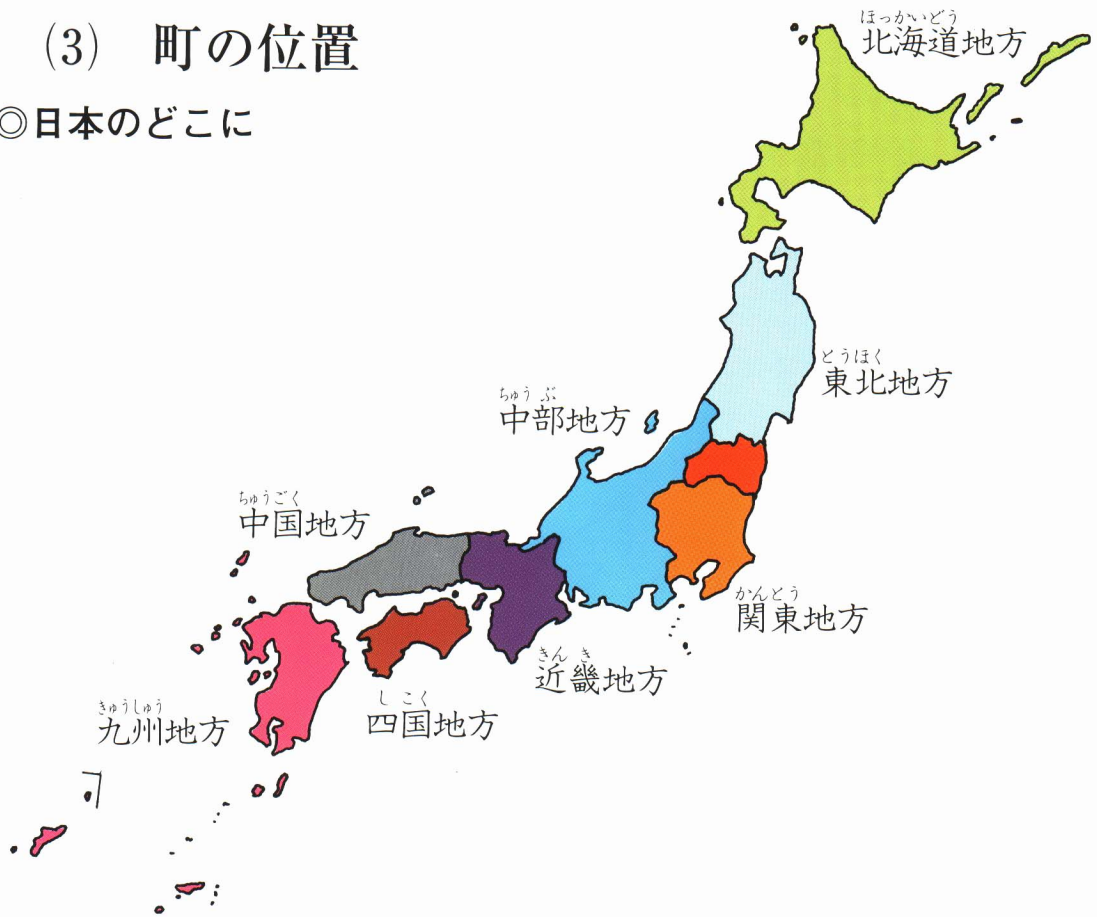 (3) 町の位置
◎日本のどこに
ほっかいどう
北海道地方
とうほく
東北地方
ちゅうぶ
中部地方
ちゅうごく
中国地方
かんとう
関東地方
きんき
近畿地方
しこく
四国地方
きゅうしゅう
九州地方